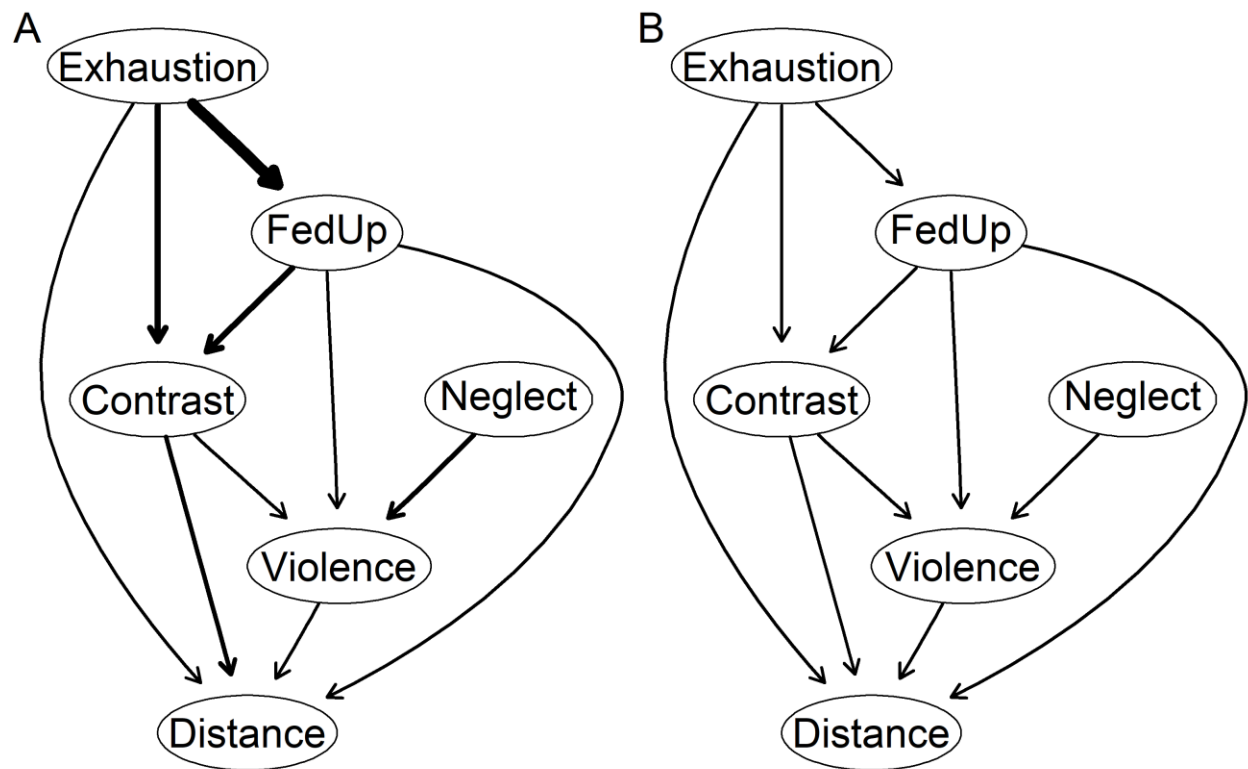 A
Exhaustion
FedUp
Contrast
Neglect
Violence
Distance
B
Exhaustion
FedUp
Contrast
Neglect
Violence
Distance